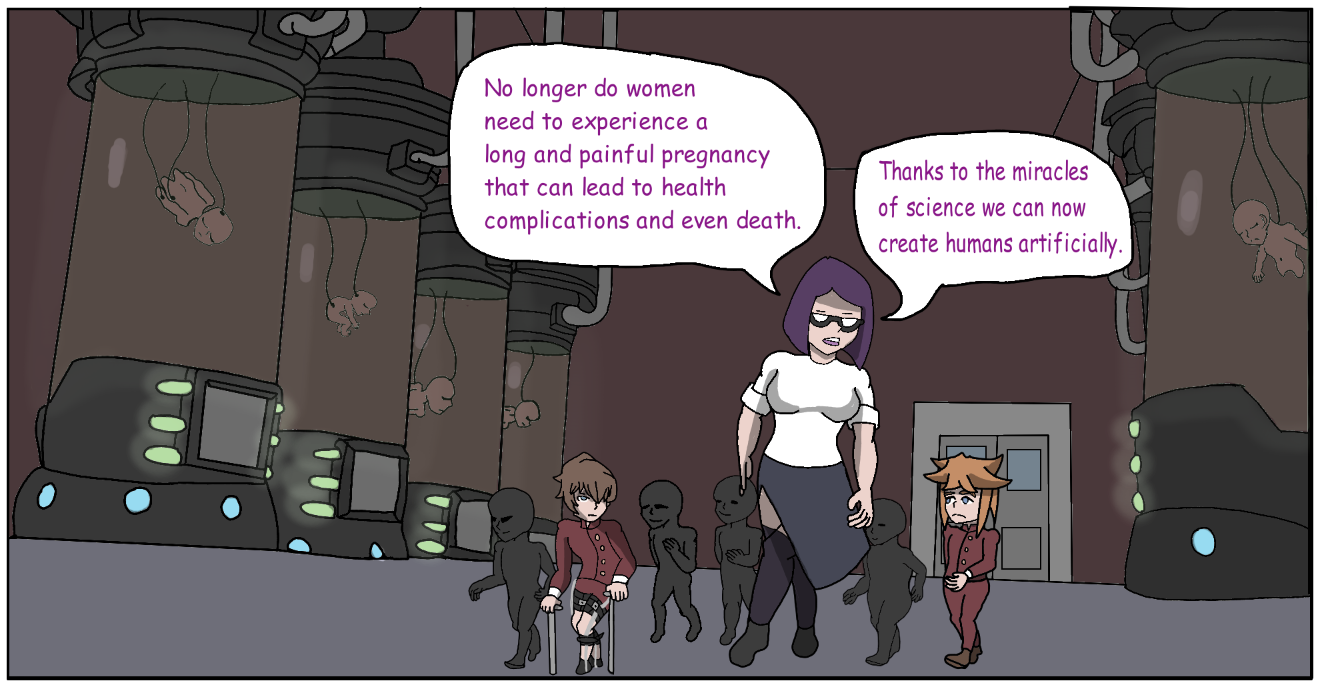 No longer do women
need to experience a
long and painful pregnancy
that can lead to health
complications and even death.
Thanks to the miracles
of science we can now
create humans artificially.